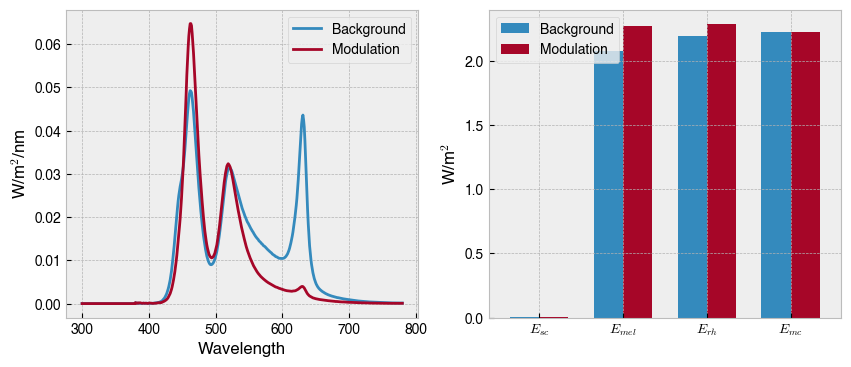 Background
Modulation
0.06
0.05
0.04
0.03
0.02
0.01
0.00
W/m²/nm
300 400 500 600 700 800
Wavelength
Background
Modulation
2.0
1.5
1.0
0.5
0.0
W/m²
E_sc E_mel E_rh E_mc